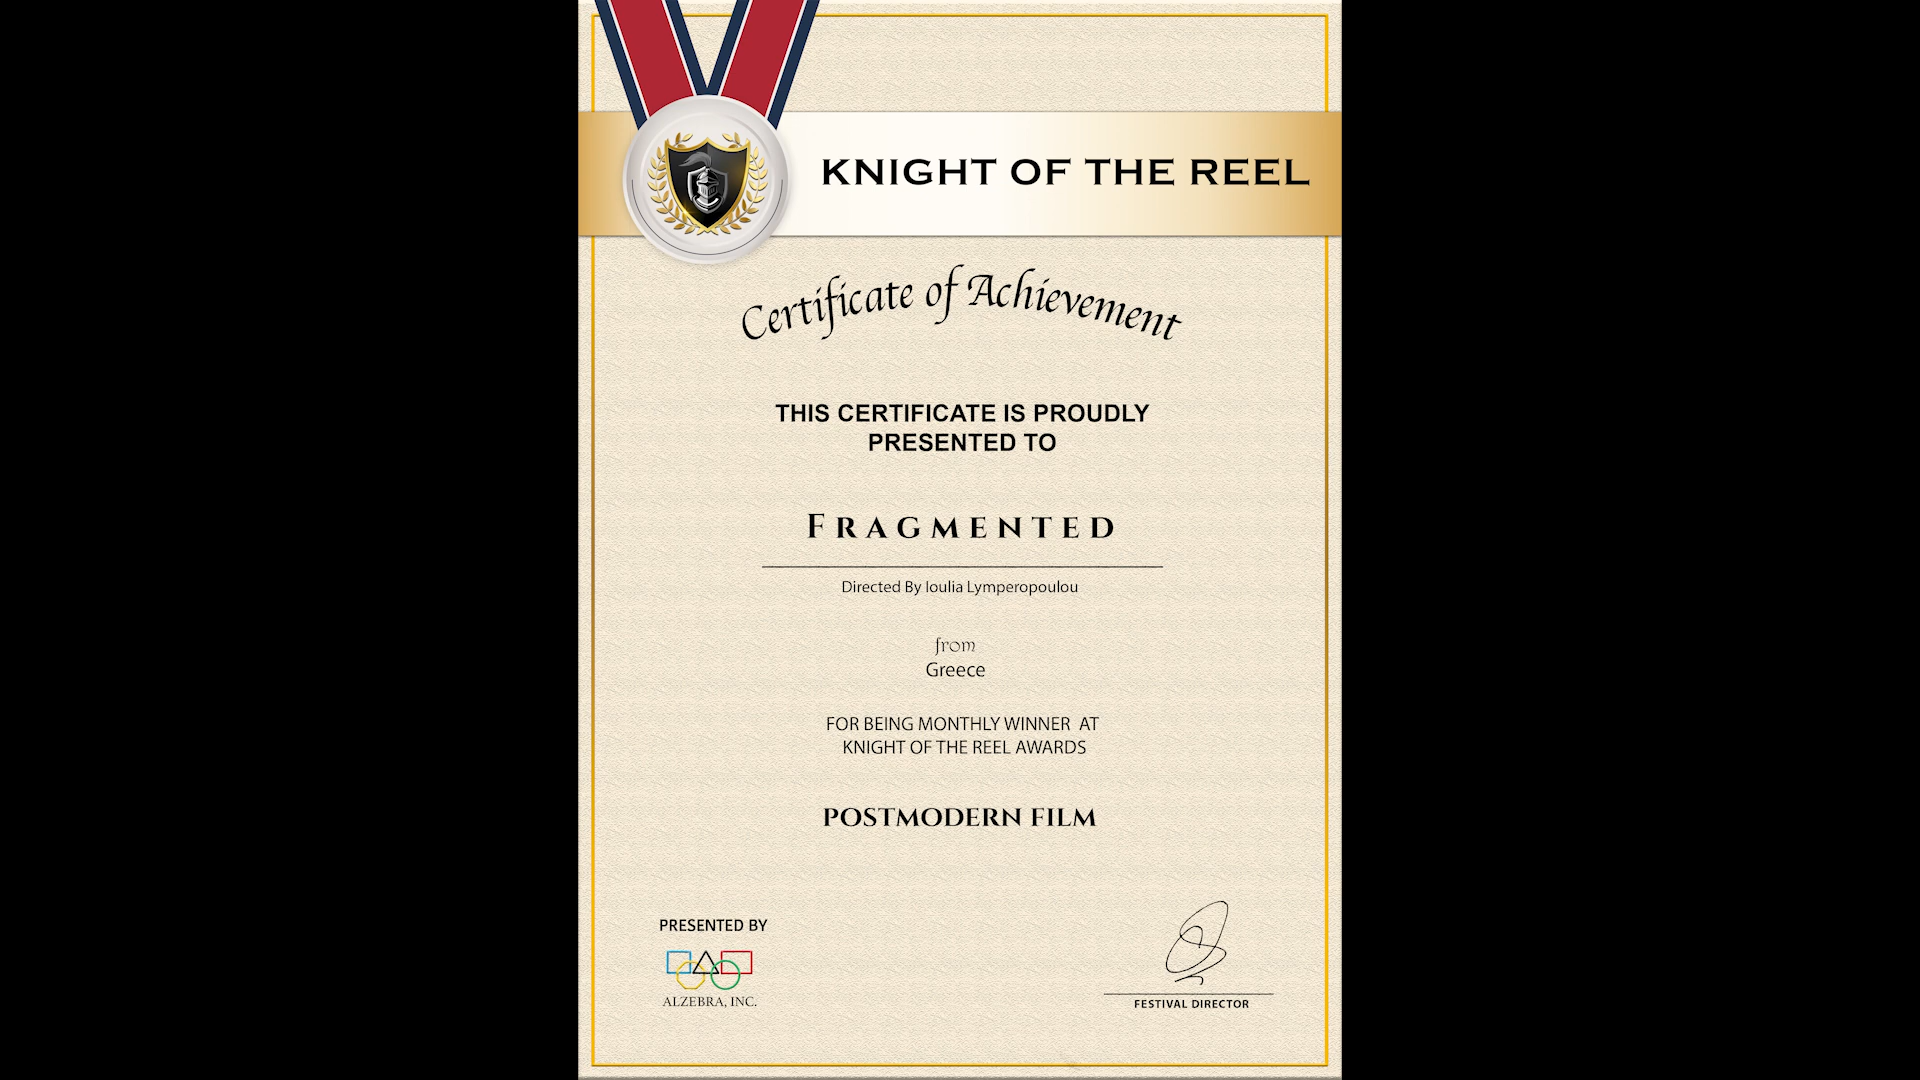 KNIGHT OF THE REEL
Certificate of Achievement
THIS CERTIFICATE IS PROUDLY
PRESENTED TO
FRAGMENTED
Directed By Ioulia Lymperopoulou
from
Greece
FOR BEING MONTHLY WINNER AT
KNIGHT OF THE REEL AWARDS
POSTMODERN FILM
PRESENTED BY
ALZEBRA, INC.
FESTIVAL DIRECTOR